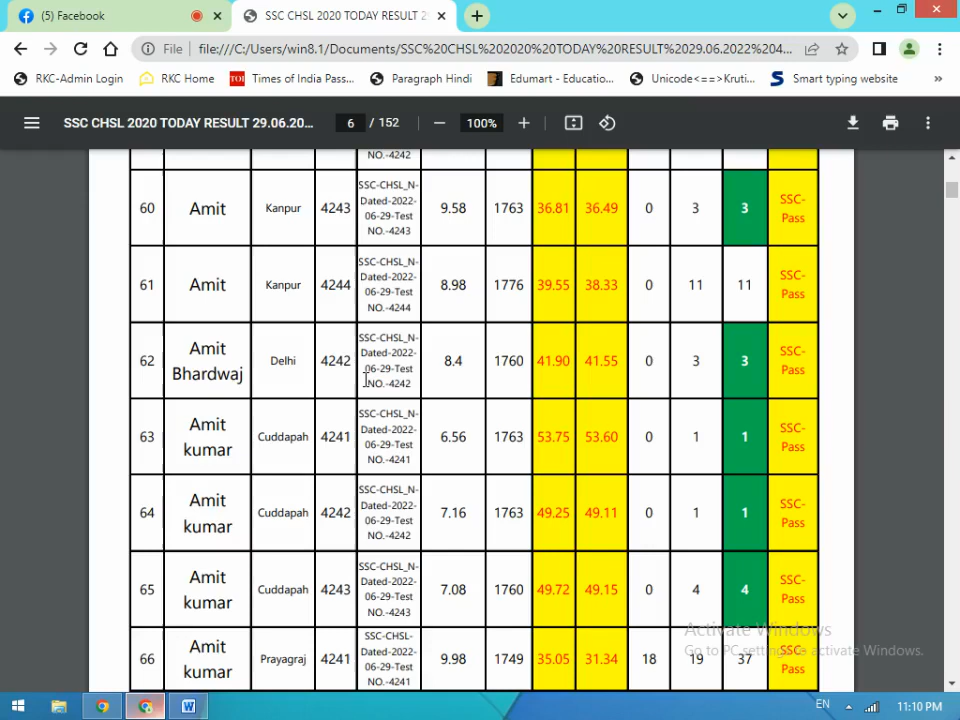 (5) Facebook
SSC CHSL 2020 TODAY RESULT 29
File file:///C:/Users/win8.1/Documents/SSC%20CHSL%202020%20TODAY%20RESULT%2029.06.2022%204...
RKC-Admin Login RKC Home TOI Times of India Pass... Paragraph Hindi Edumart - Educatio... Unicode<==>Kruti... Smart typing website »
SSC CHSL 2020 TODAY RESULT 29.06.20... 6 / 152 100%
NO.-4242
60 Amit Kanpur 4243 SSC-CHSL_N-
Dated-2022-
06-29-Test
NO.-4243 9.58 1763 36.81 36.49 0 3 3 SSC-
Pass
61 Amit Kanpur 4244 SSC-CHSL_N-
Dated-2022-
06-29-Test
NO.-4244 8.98 1776 39.55 38.33 0 11 11 SSC-
Pass
62 Amit
Bhardwaj Delhi 4242 SSC-CHSL_N-
Dated-2022-
06-29-Test
NO.-4242 8.4 1760 41.90 41.55 0 3 3 SSC-
Pass
63 Amit
kumar Cuddapah 4241 SSC-CHSL_N-
Dated-2022-
06-29-Test
NO.-4241 6.56 1763 53.75 53.60 0 1 1 SSC-
Pass
64 Amit
kumar Cuddapah 4242 SSC-CHSL_N-
Dated-2022-
06-29-Test
NO.-4242 7.16 1763 49.25 49.11 0 1 1 SSC-
Pass
65 Amit
kumar Cuddapah 4243 SSC-CHSL_N-
Dated-2022-
06-29-Test
NO.-4243 7.08 1760 49.72 49.15 0 4 4 SSC-
Pass
66 Amit
kumar Prayagraj 4241 SSC-CHSL-
Dated-2022-
06-29-Test
NO.-4241 9.98 1749 35.05 31.34 18 19 37 SSC-
Pass
Activate Windows
Go to PC settings to activate Windows.
EN 11:10 PM